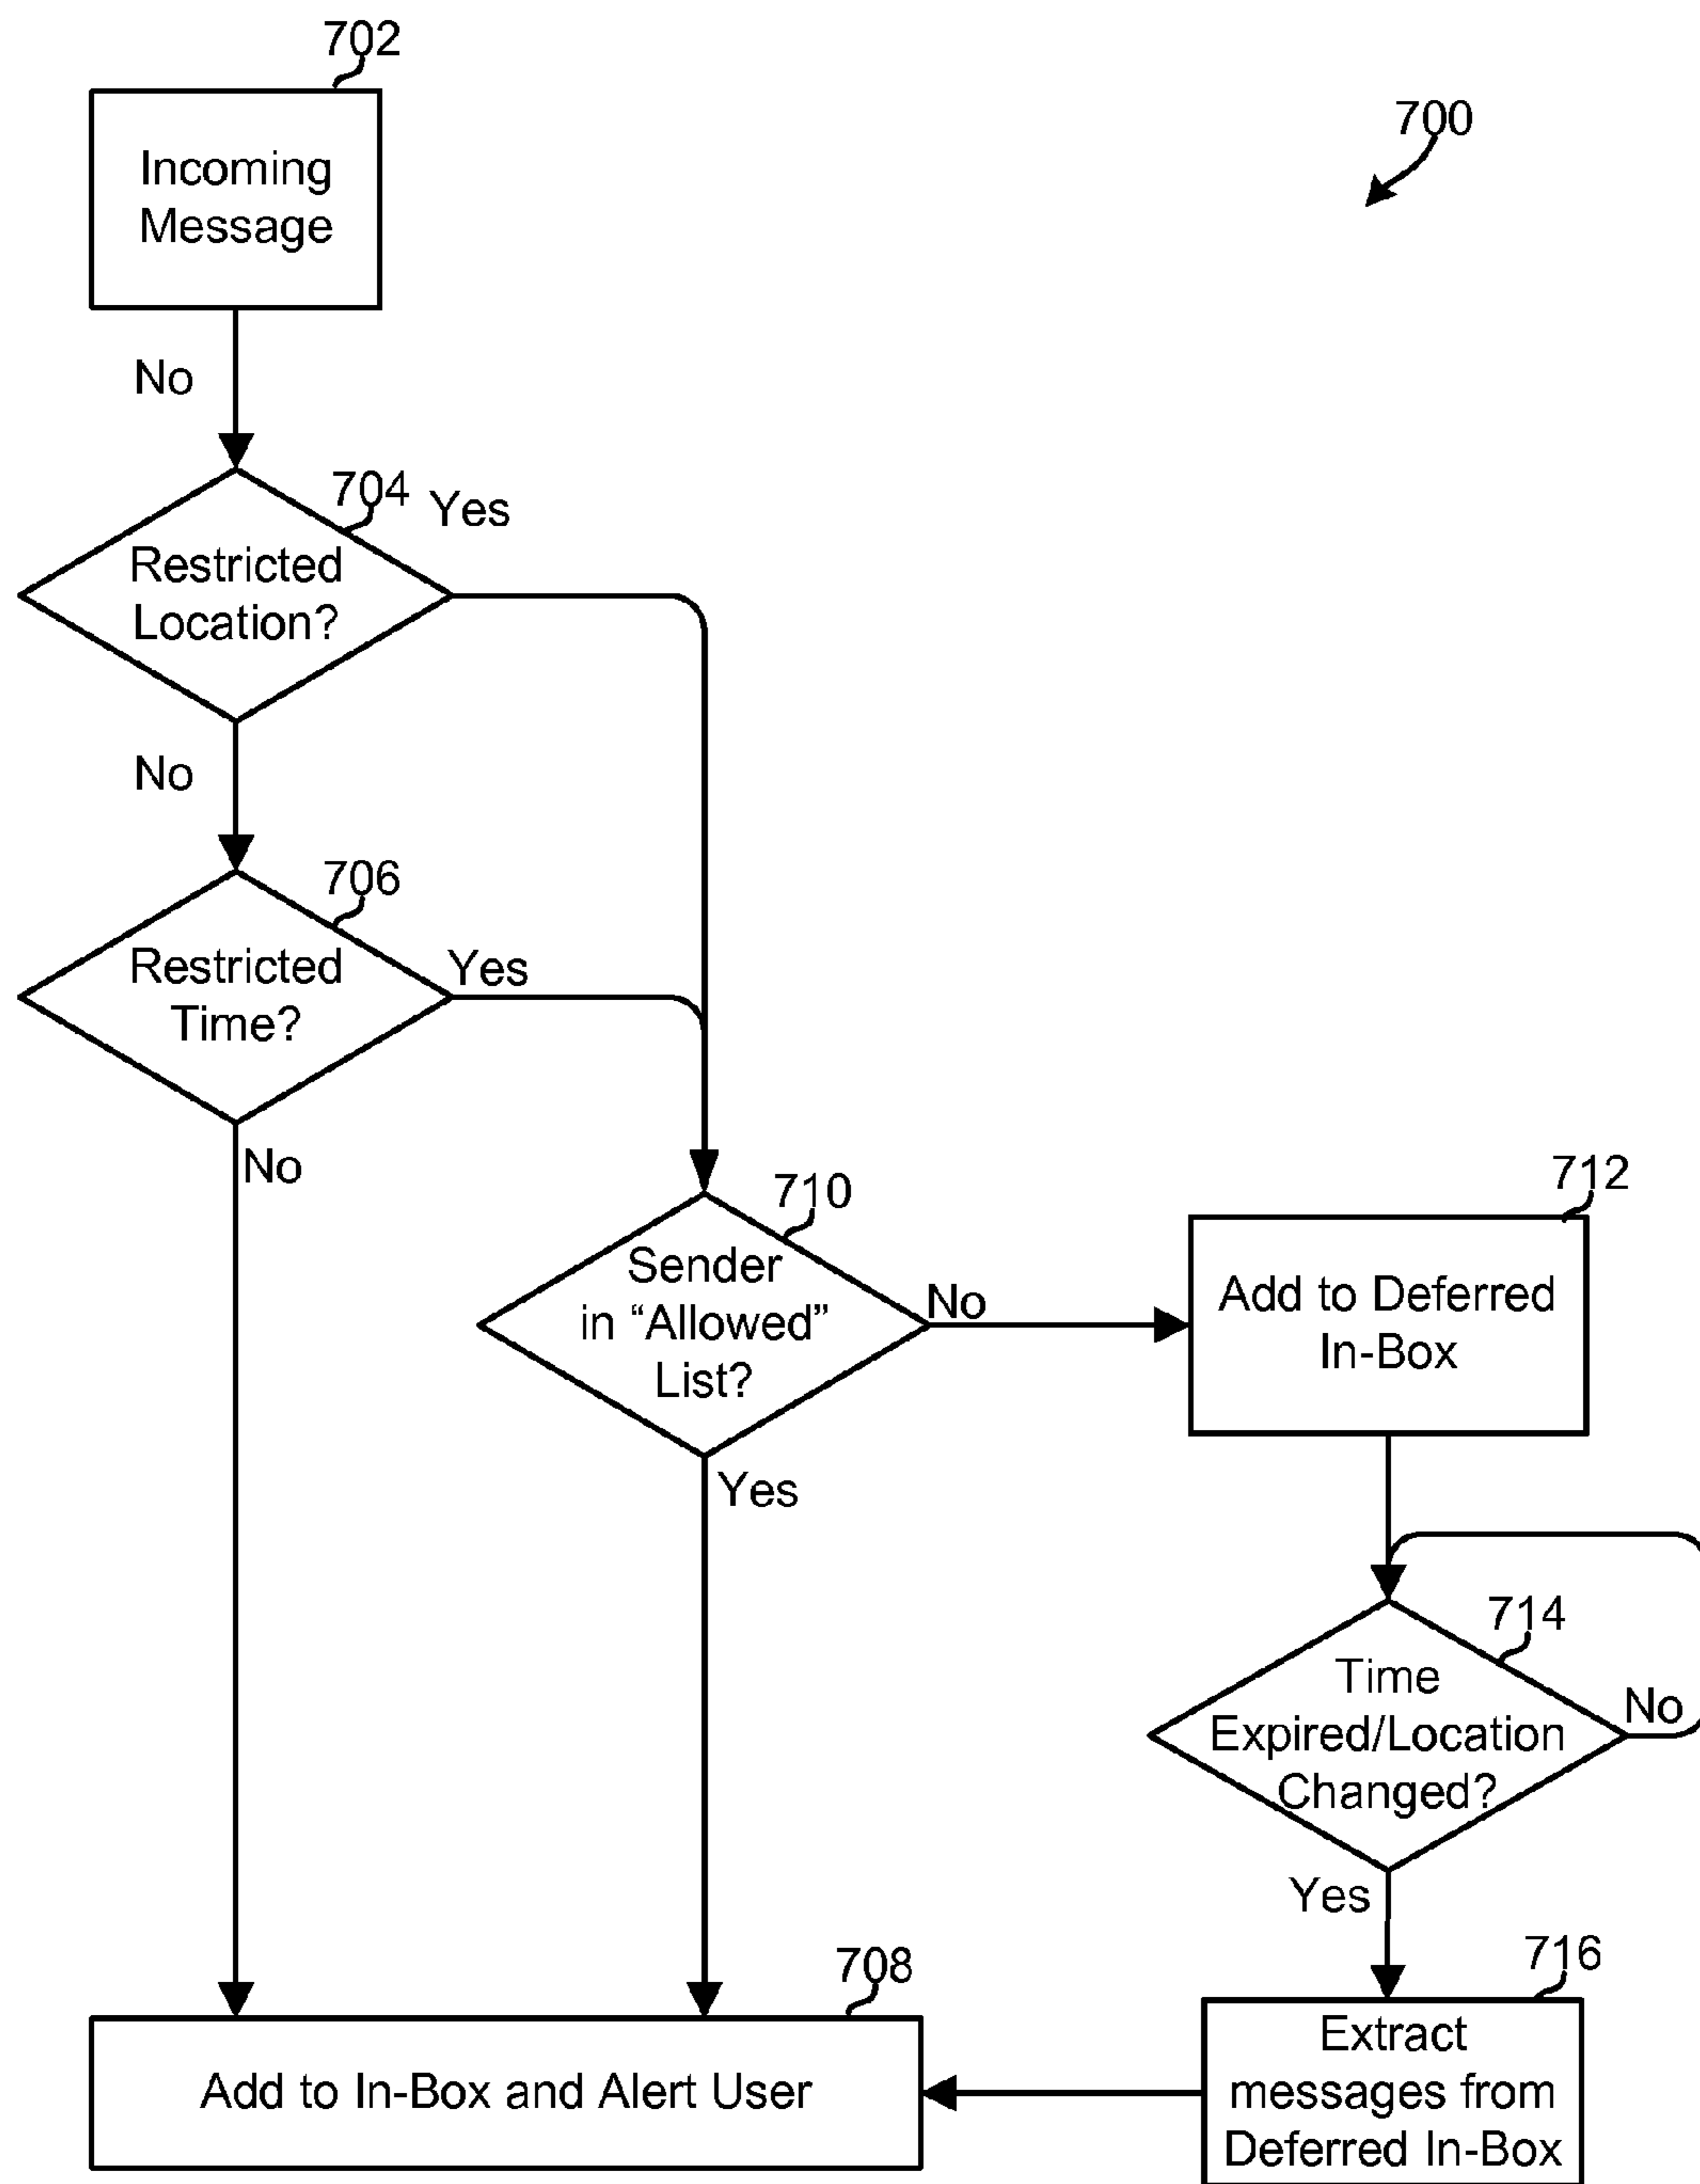 702
700
Incoming
Message
No
704
Yes
Restricted
Location?
No
706
Restricted
Time?
Yes
No
710
Sender
in “Allowed”
List?
No
712
Add to Deferred
In-Box
Yes
714
Time
Expired/Location
Changed?
No
Yes
708
716
Add to In-Box and Alert User
Extract
messages from
Deferred In-Box